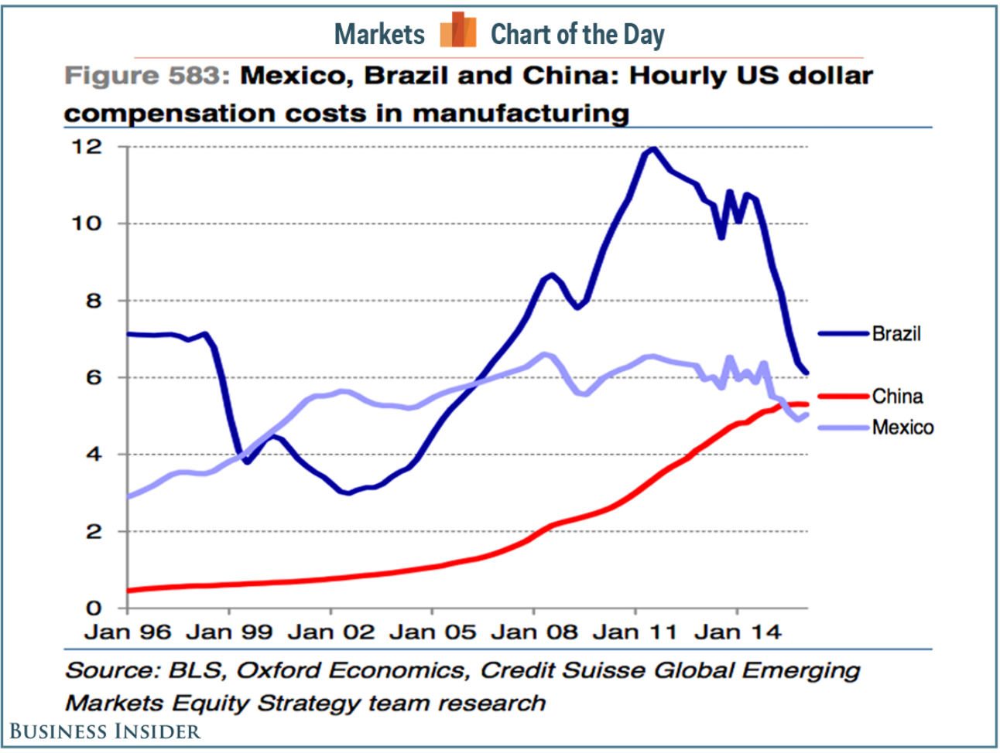 Markets Chart of the Day
Figure 583: Mexico, Brazil and China: Hourly US dollar
compensation costs in manufacturing
12
10
8
6
4
2
0
Brazil
China
Mexico
Jan 96 Jan 99 Jan 02 Jan 05 Jan 08 Jan 11 Jan 14
Source: BLS, Oxford Economics, Credit Suisse Global Emerging
Markets Equity Strategy team research
BUSINESS INSIDER